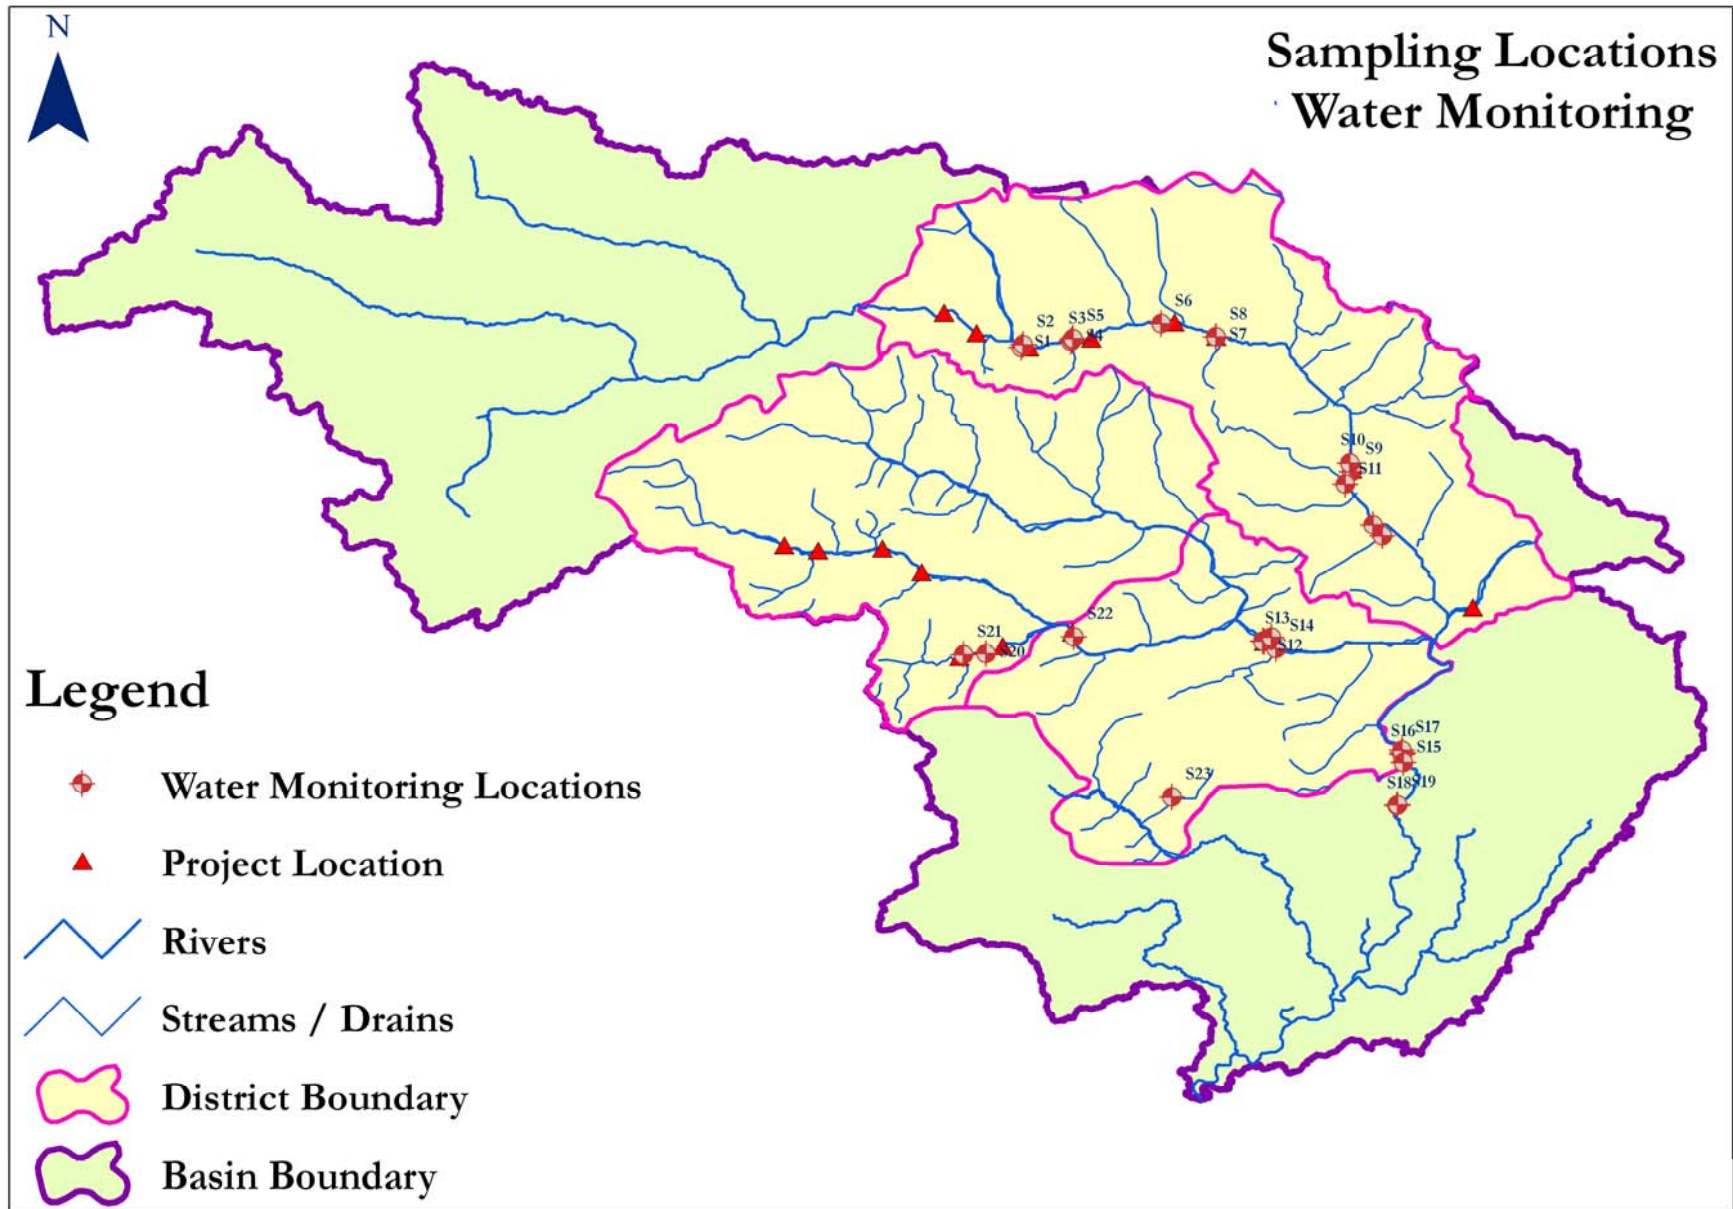 N
Sampling Locations
Water Monitoring
S6
S2
S3
S5
S8
S1
S4
S7
S10
S9
S11
S22
S13
S14
S21
S12
S20
S16
S17
S15
S23
S18
S19
Legend
Water Monitoring Locations
Project Location
Rivers
Streams / Drains
District Boundary
Basin Boundary